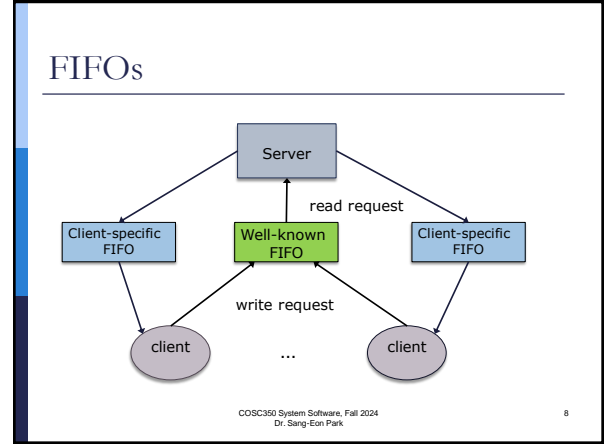 FIFOs
Server
read request
Client-specific
FIFO
Well-known
FIFO
Client-specific
FIFO
write request
client
...
client
COSC350 System Software, Fall 2024
Dr. Sang-Eon Park
8